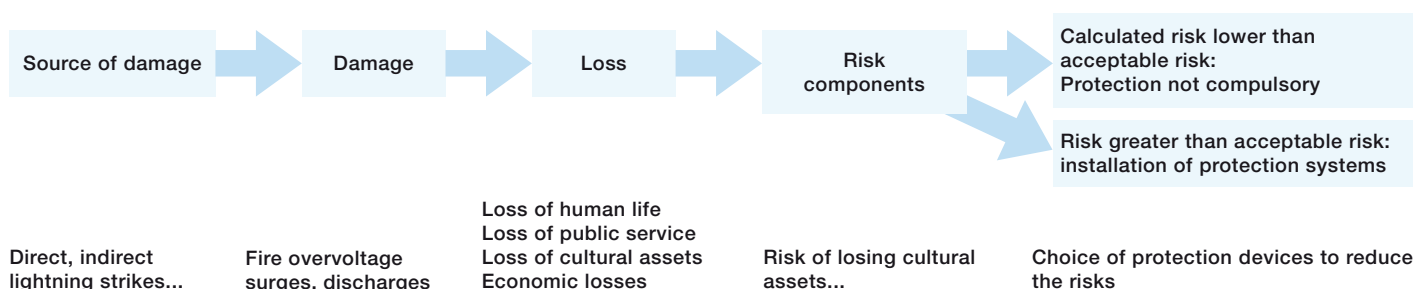 Source of damage
Damage
Loss
Risk
components
Calculated risk lower than
acceptable risk:
Protection not compulsory
Risk greater than acceptable risk:
installation of protection systems
Direct, indirect
lightning strikes...
Fire overvoltage
surges, discharges
Loss of human life
Loss of public service
Loss of cultural assets
Economic losses
Risk of losing cultural
assets...
Choice of protection devices to reduce
the risks